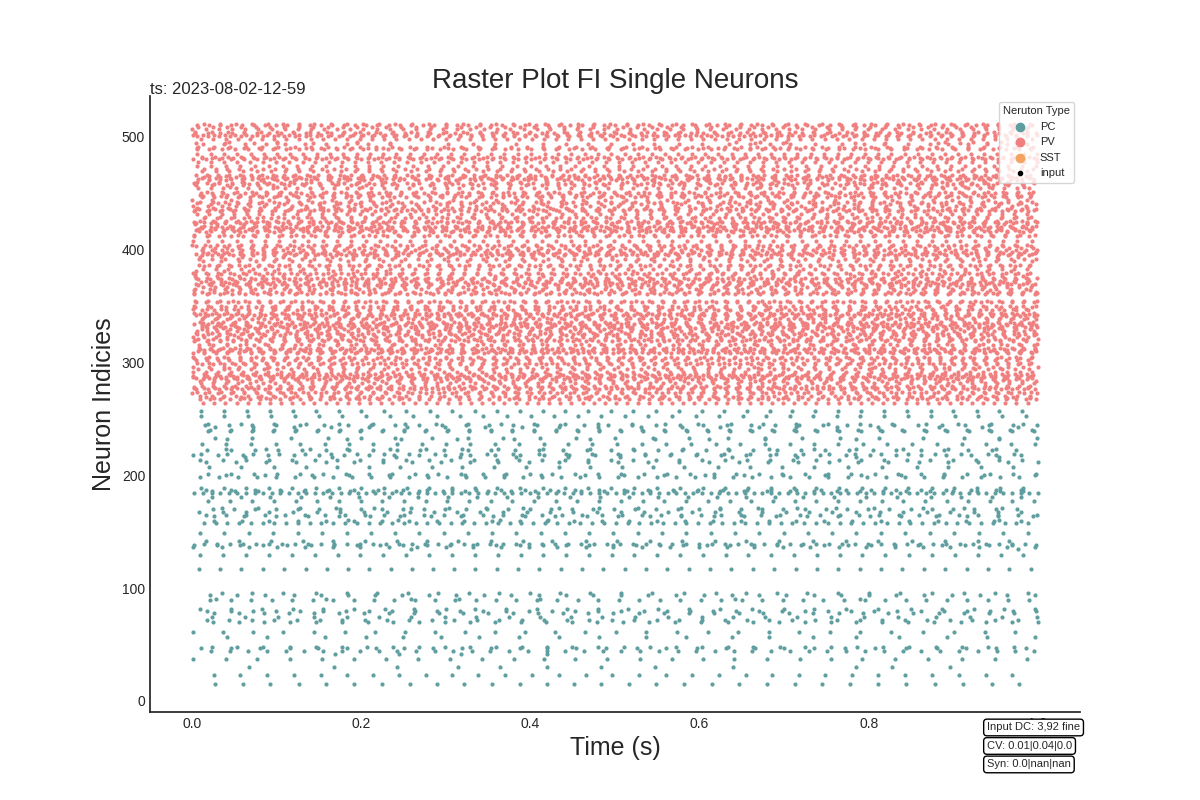 Raster Plot FI Single Neurons
ts: 2023-08-02-12-59
Neruton Type
PC
PV
SST
input
Neuron Indicies
500
400
300
200
100
0
0.0 0.2 0.4 0.6 0.8
Time (s)
Input DC: 3,92 fine
CV: 0.01|0.04|0.0
Syn: 0.0|nan|nan